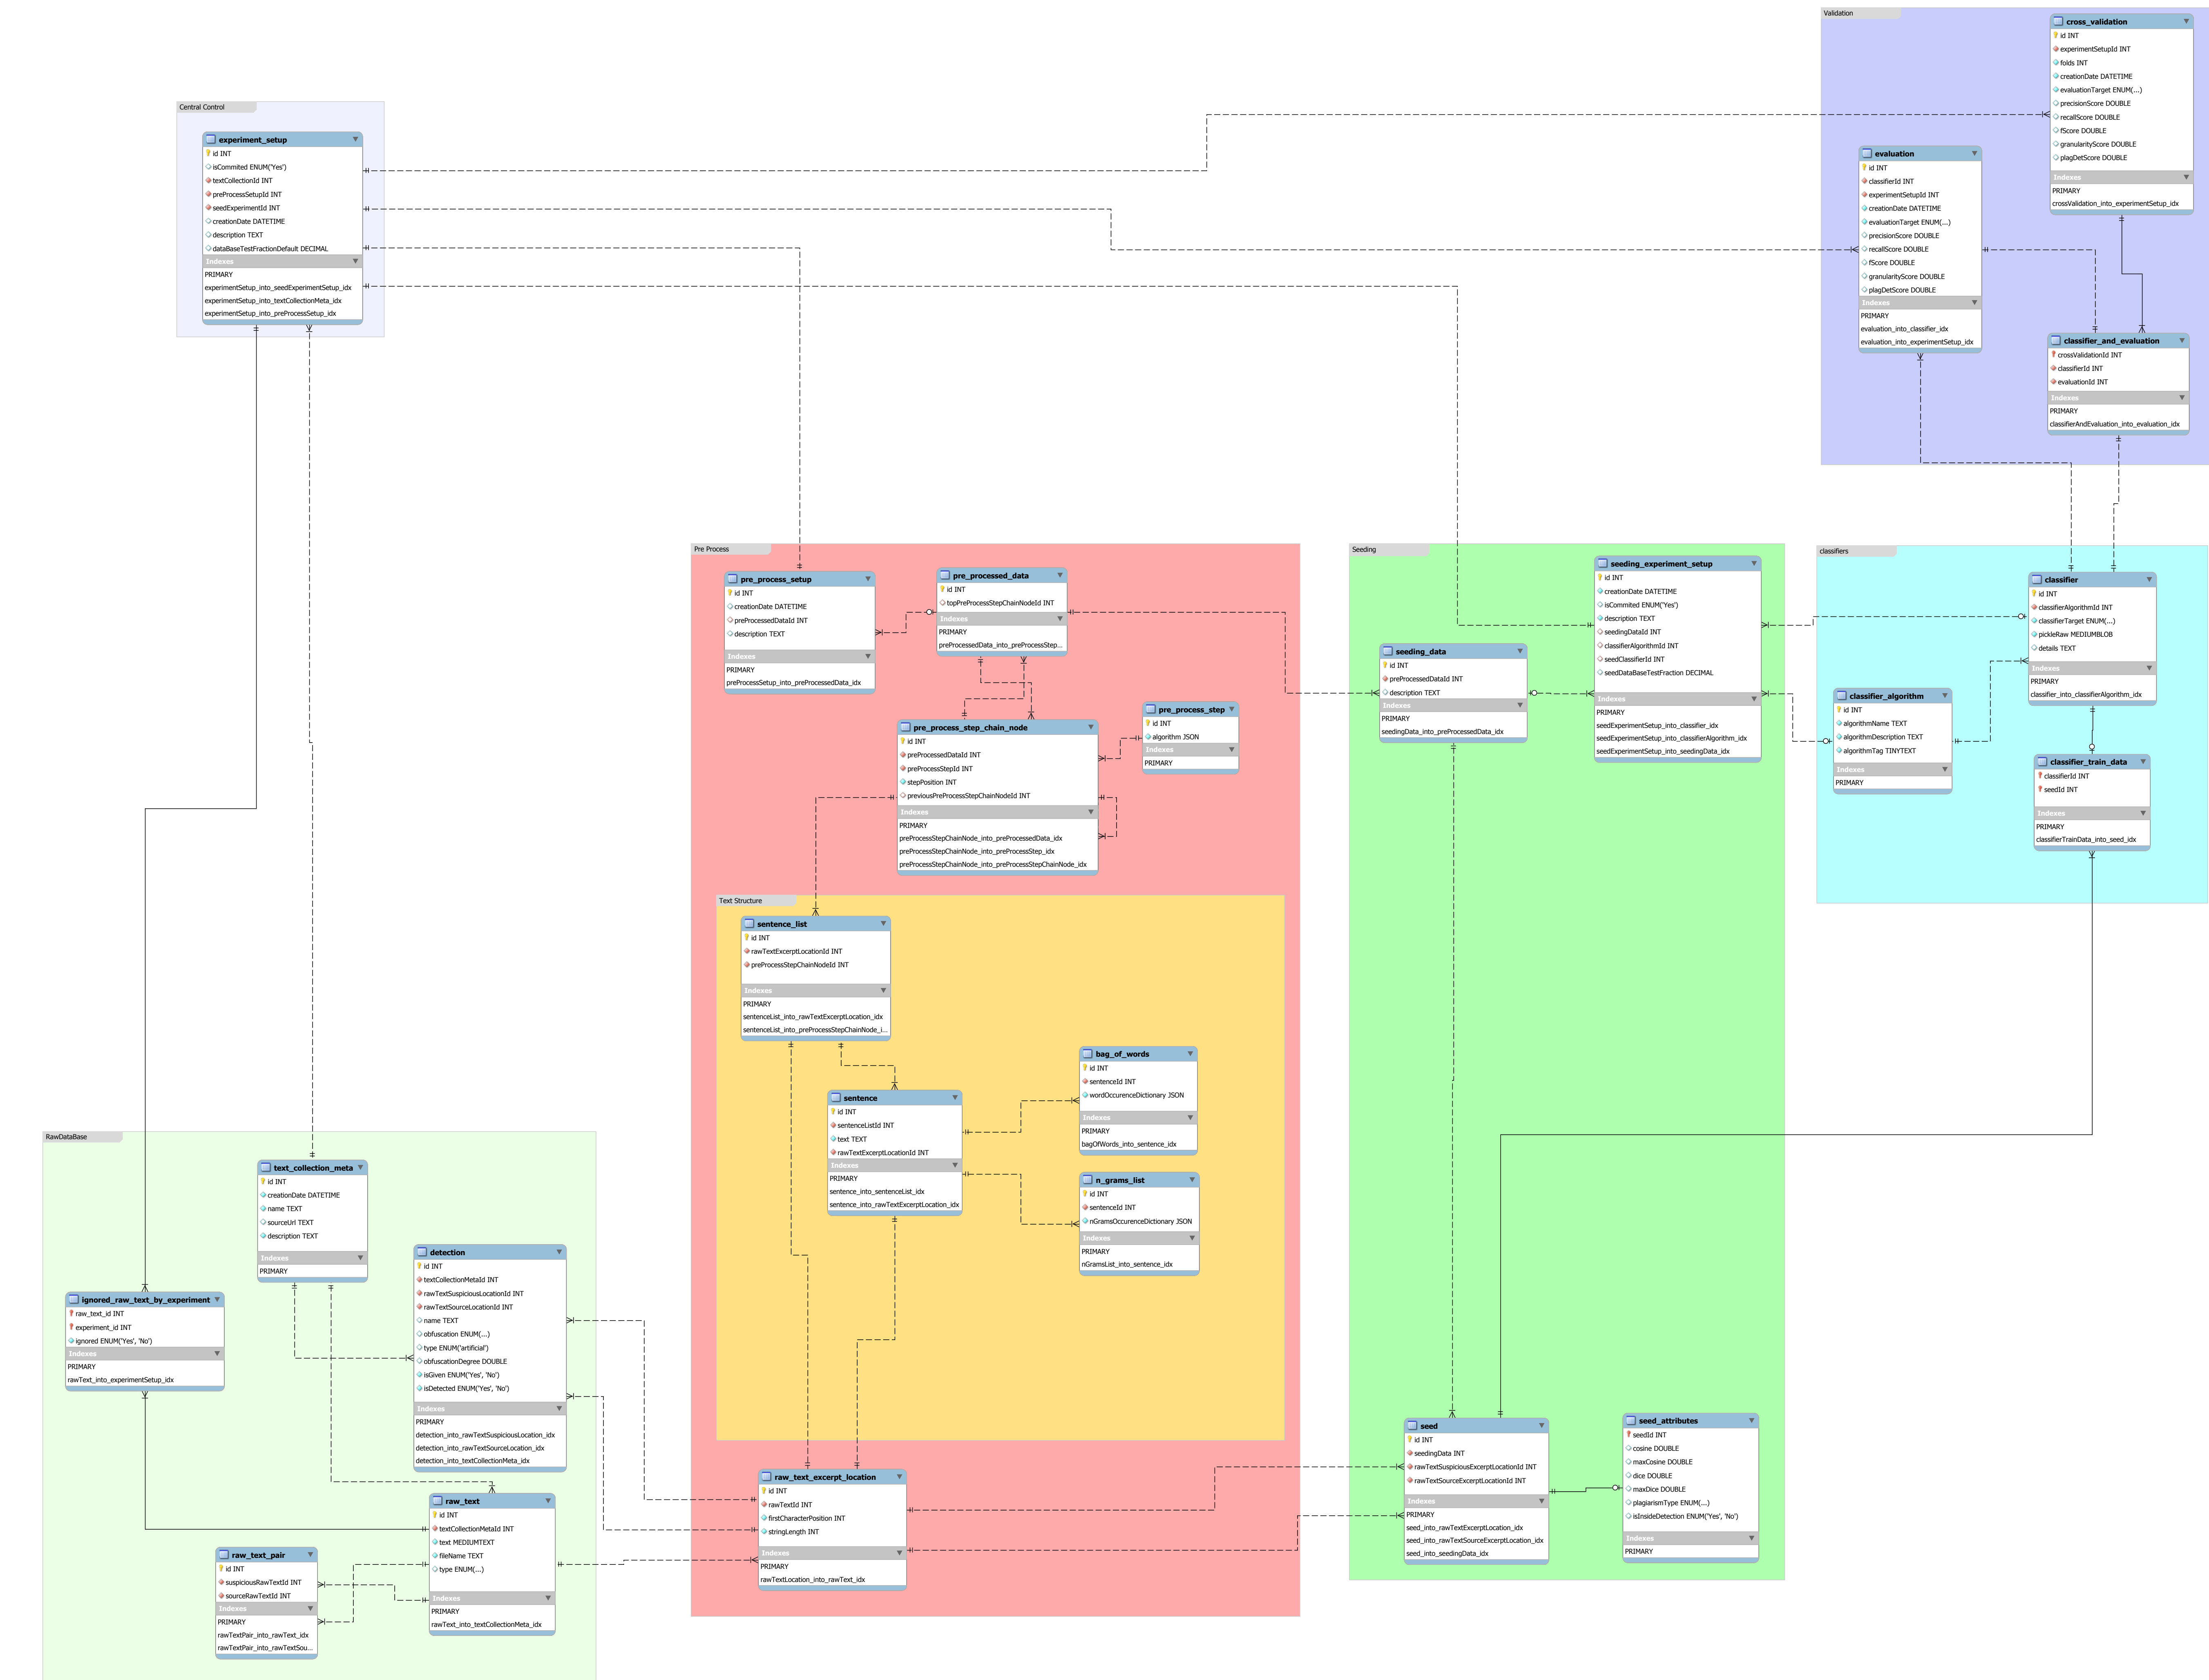 Validation
cross_validation
id INT
experimentSetupId INT
folds INT
creationDate DATETIME
evaluationTarget ENUM(...)
precisionScore DOUBLE
recallScore DOUBLE
fScore DOUBLE
granularityScore DOUBLE
plagDetScore DOUBLE
Indexes
PRIMARY
crossValidation_into_experimentSetup_idx
evaluation
id INT
classifierId INT
experimentSetupId INT
creationDate DATETIME
evaluationTarget ENUM(...)
precisionScore DOUBLE
recallScore DOUBLE
fScore DOUBLE
granularityScore DOUBLE
plagDetScore DOUBLE
Indexes
PRIMARY
evaluation_into_classifier_idx
evaluation_into_experimentSetup_idx
classifier_and_evaluation
crossValidationId INT
classifierId INT
evaluationId INT
Indexes
PRIMARY
classifierAndEvaluation_into_evaluation_idx
Central Control
experiment_setup
id INT
isCommited ENUM('Yes')
textCollectionId INT
preProcessSetupId INT
seedExperimentId INT
creationDate DATETIME
description TEXT
dataBaseTestFractionDefault DECIMAL
Indexes
PRIMARY
experimentSetup_into_seedExperimentSetup_idx
experimentSetup_into_textCollectionMeta_idx
experimentSetup_into_preProcessSetup_idx
Pre Process
pre_process_setup
id INT
creationDate DATETIME
preProcessedDataId INT
description TEXT
Indexes
PRIMARY
preProcessSetup_into_preProcessedData_idx
pre_processed_data
id INT
topPreProcessStepChainNodeId INT
Indexes
PRIMARY
preProcessedData_into_preProcessStep...
pre_process_step_chain_node
id INT
preProcessedDataId INT
preProcessStepId INT
stepPosition INT
previousPreProcessStepChainNodeId INT
Indexes
PRIMARY
preProcessStepChainNode_into_preProcessedData_idx
preProcessStepChainNode_into_preProcessStep_idx
preProcessStepChainNode_into_preProcessStepChainNode_idx
pre_process_step
id INT
algorithm JSON
Indexes
PRIMARY
Seeding
seeding_experiment_setup
id INT
creationDate DATETIME
isCommited ENUM('Yes')
description TEXT
seedingDataId INT
classifierAlgorithmId INT
seedClassifierId INT
seedDataBaseTestFraction DECIMAL
Indexes
PRIMARY
seedExperimentSetup_into_classifier_idx
seedExperimentSetup_into_classifierAlgorithm_idx
seedExperimentSetup_into_seedingData_idx
seeding_data
id INT
preProcessedDataId INT
description TEXT
Indexes
PRIMARY
seedingData_into_preProcessedData_idx
classifiers
classifier
id INT
classifierAlgorithmId INT
classifierTarget ENUM(...)
pickleRaw MEDIUMBLOB
details TEXT
Indexes
PRIMARY
classifier_into_classifierAlgorithm_idx
classifier_algorithm
id INT
algorithmName TEXT
algorithmDescription TEXT
algorithmTag TINYTEXT
Indexes
PRIMARY
classifier_train_data
classifierId INT
seedId INT
Indexes
PRIMARY
classifierTrainData_into_seed_idx
Text Structure
sentence_list
id INT
rawTextExcerptLocationId INT
preProcessStepChainNodeId INT
Indexes
PRIMARY
sentenceList_into_rawTextExcerptLocation_idx
sentenceList_into_preProcessStepChainNode_i...
sentence
id INT
sentenceListId INT
text TEXT
rawTextExcerptLocationId INT
Indexes
PRIMARY
sentence_into_sentenceList_idx
sentence_into_rawTextExcerptLocation_idx
bag_of_words
id INT
sentenceId INT
wordOccurenceDictionary JSON
Indexes
PRIMARY
bagOfWords_into_sentence_idx
n_grams_list
id INT
sentenceId INT
nGramsOccurenceDictionary JSON
Indexes
PRIMARY
nGramsList_into_sentence_idx
RawDataBase
text_collection_meta
id INT
creationDate DATETIME
name TEXT
sourceUrl TEXT
description TEXT
Indexes
PRIMARY
detection
id INT
textCollectionMetaId INT
rawTextSuspiciousLocationId INT
rawTextSourceLocationId INT
name TEXT
obfuscation ENUM(...)
type ENUM('artificial')
obfuscationDegree DOUBLE
isGiven ENUM('Yes', 'No')
isDetected ENUM('Yes', 'No')
Indexes
PRIMARY
detection_into_rawTextSuspiciousLocation_idx
detection_into_rawTextSourceLocation_idx
detection_into_textCollectionMeta_idx
ignored_raw_text_by_experiment
raw_text_id INT
experiment_id INT
ignored ENUM('Yes', 'No')
Indexes
PRIMARY
rawText_into_experimentSetup_idx
raw_text
id INT
textCollectionMetaId INT
text MEDIUMTEXT
fileName TEXT
type ENUM(...)
Indexes
PRIMARY
rawText_into_textCollectionMeta_idx
raw_text_pair
id INT
suspiciousRawTextId INT
sourceRawTextId INT
Indexes
PRIMARY
rawTextPair_into_rawText_idx
rawTextPair_into_rawTextSou...
raw_text_excerpt_location
id INT
rawTextId INT
firstCharacterPosition INT
stringLength INT
Indexes
PRIMARY
rawTextLocation_into_rawText_idx
seed
id INT
seedingData INT
rawTextSuspiciousExcerptLocationId INT
rawTextSourceExcerptLocationId INT
Indexes
PRIMARY
seed_into_rawTextExcerptLocation_idx
seed_into_rawTextSourceExcerptLocation_idx
seed_into_seedingData_idx
seed_attributes
seedId INT
cosine DOUBLE
maxCosine DOUBLE
dice DOUBLE
maxDice DOUBLE
plagiarismType ENUM(...)
isInsideDetection ENUM('Yes', 'No')
Indexes
PRIMARY